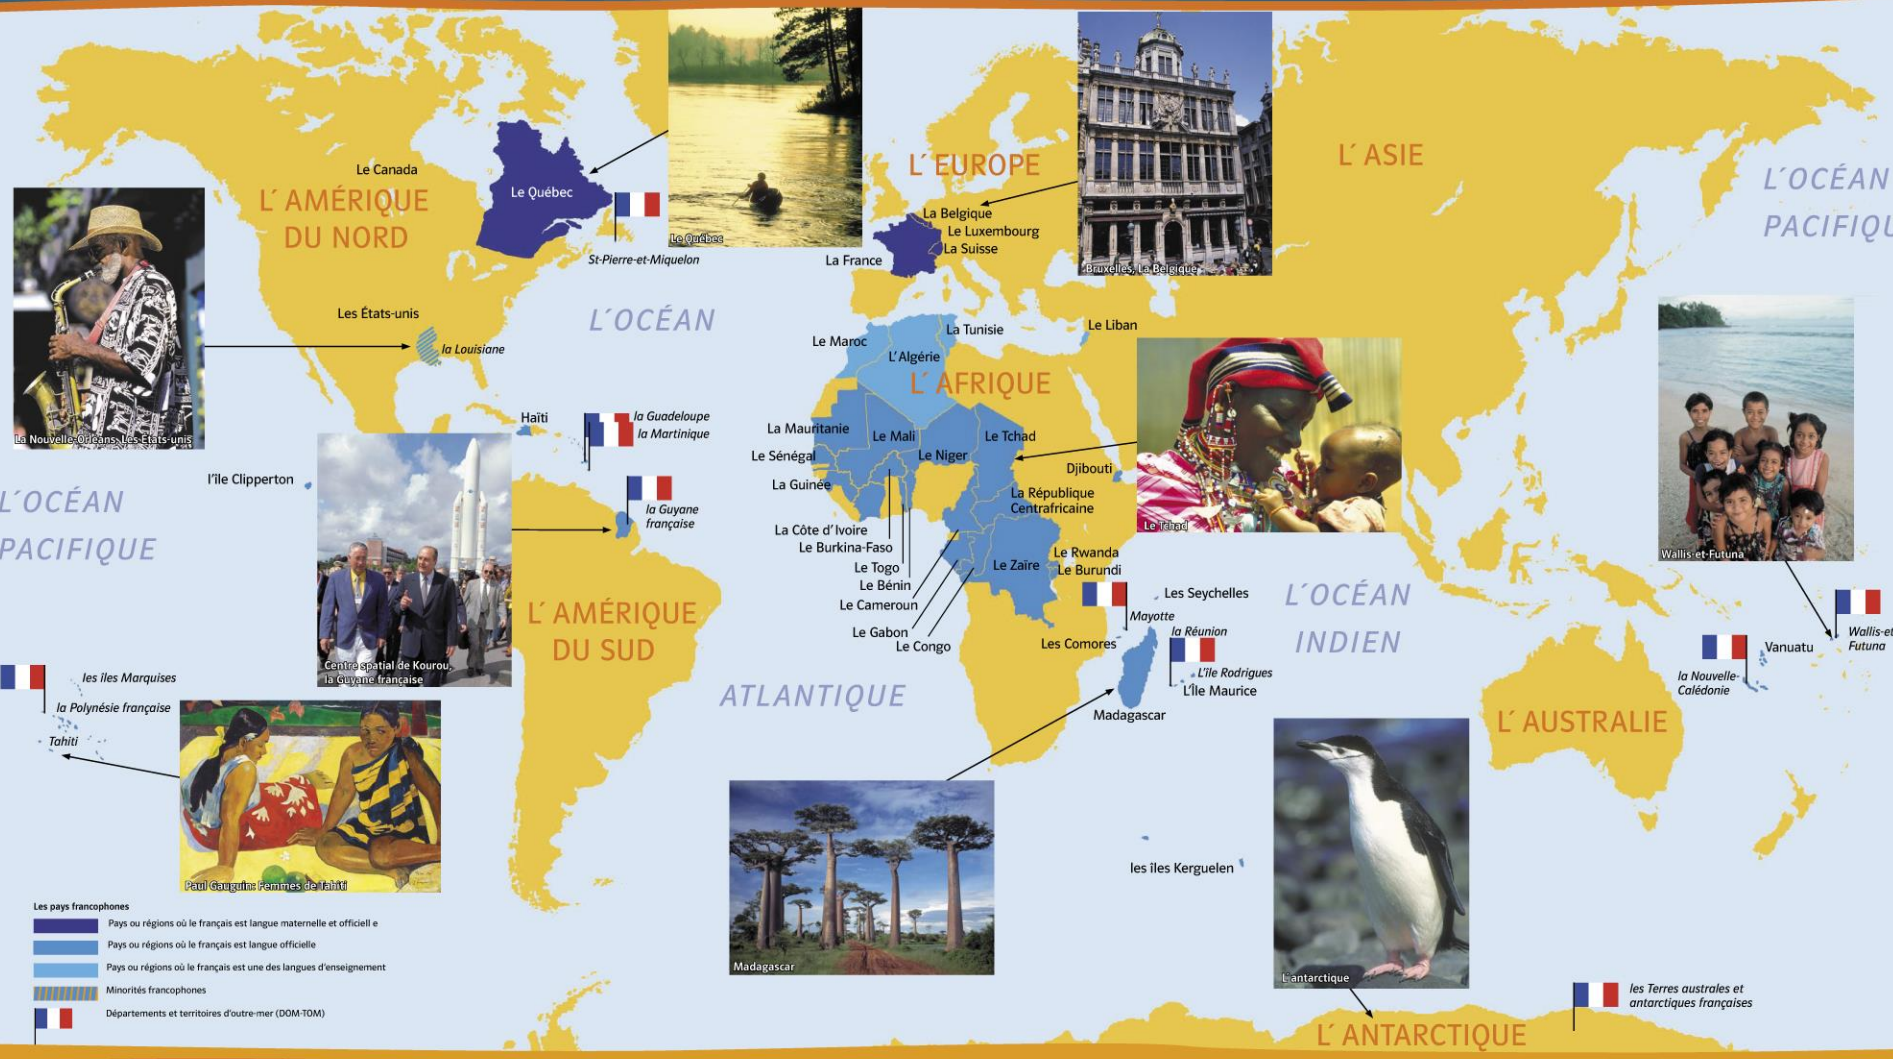 Le Canada
L´ AMÉRIQUE
DU NORD
Le Québec
St-Pierre-et-Miquelon
Le Québec
L´EUROPE
La Belgique
Le Luxembourg
La Suisse
La France
Bruxelles, La Belgique
L´ ASIE
L´OCÉAN
PACIFIQU
La Nouvelle-Orléans, Les États-unis
Les États-unis
la Louisiane
L´OCÉAN
ATLANTIQUE
Le Maroc
La Tunisie
L'Algérie
Le Liban
L´ AFRIQUE
Haïti
la Guadeloupe
la Martinique
l'île Clipperton
la Guyane
française
L´OCÉAN
PACIFIQUE
La Mauritanie
Le Mali
Le Tchad
Le Sénégal
Le Niger
Djibouti
La Guinée
La République
Centrafricaine
La Côte d'Ivoire
Le Burkina-Faso
Le Togo
Le Bénin
Le Cameroun
Le Gabon
Le Congo
Le Zaïre
Le Rwanda
Le Burundi
Le Tchad
Les Seychelles
Mayotte
la Réunion
Les Comores
L'île Rodrigues
L'Île Maurice
Madagascar
L´OCÉAN
INDIEN
Wallis-et-Futuna
Wallis-et
Futuna
Vanuatu
la Nouvelle-
Calédonie
L´ AUSTRALIE
L´ AMÉRIQUE
DU SUD
Centre spatial de Kourou,
la Guyane française
les îles Marquises
la Polynésie française
Tahiti
Paul Gauguin: Femmes de Tahiti
Madagascar
les îles Kerguelen
L'antarctique
L´ ANTARCTIQUE
les Terres australes et
antarctiques françaises
Les pays francophones
Pays ou régions où le français est langue maternelle et officiell e
Pays ou régions où le français est langue officielle
Pays ou régions où le français est une des langues d'enseignement
Minorités francophones
Départements et territoires d'outre-mer (DOM-TOM)